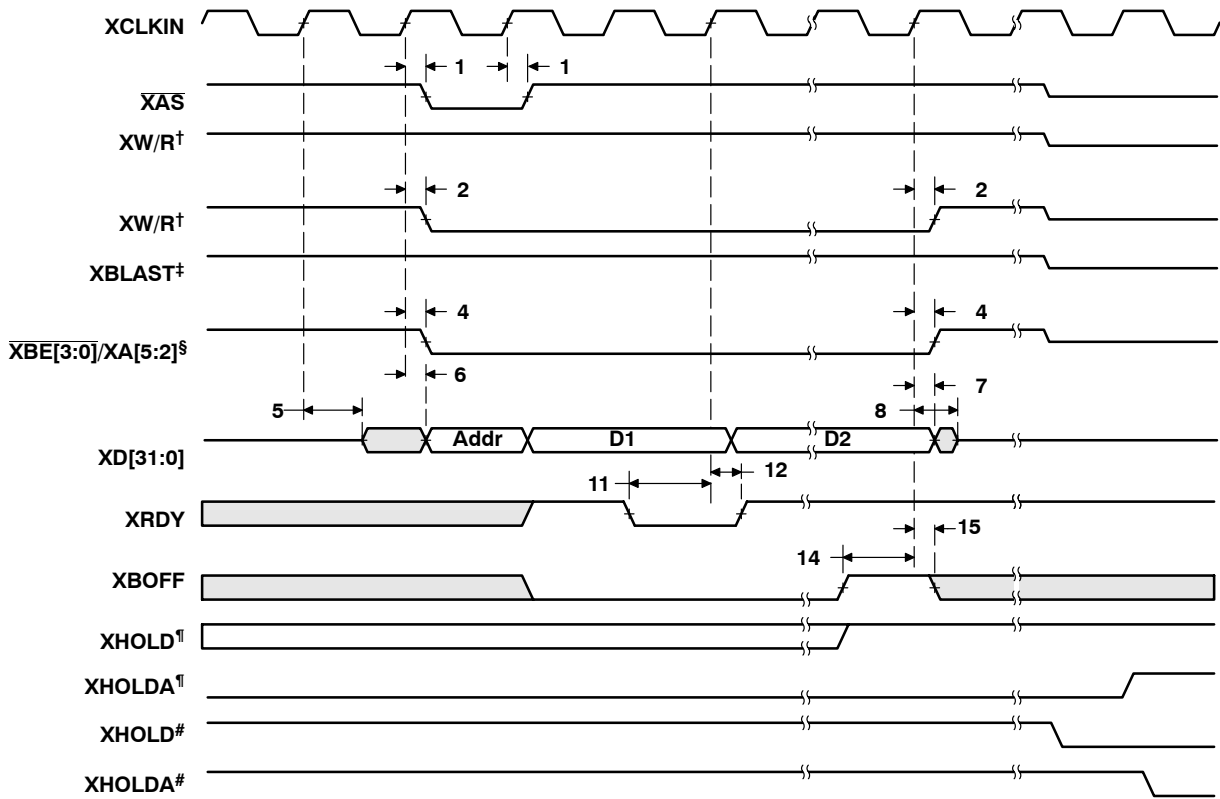 XCLKIN
1 1
XAS
XW/R†
2 2
XW/R†
XBLAST‡
4 4
XBE[3:0]/XA[5:2]§
6 7
5 8
Addr D1 D2
XD[31:0]
11 12
XRDY
15
14
XBOFF
XHOLD¶
XHOLDA¶
XHOLD#
XHOLDA#